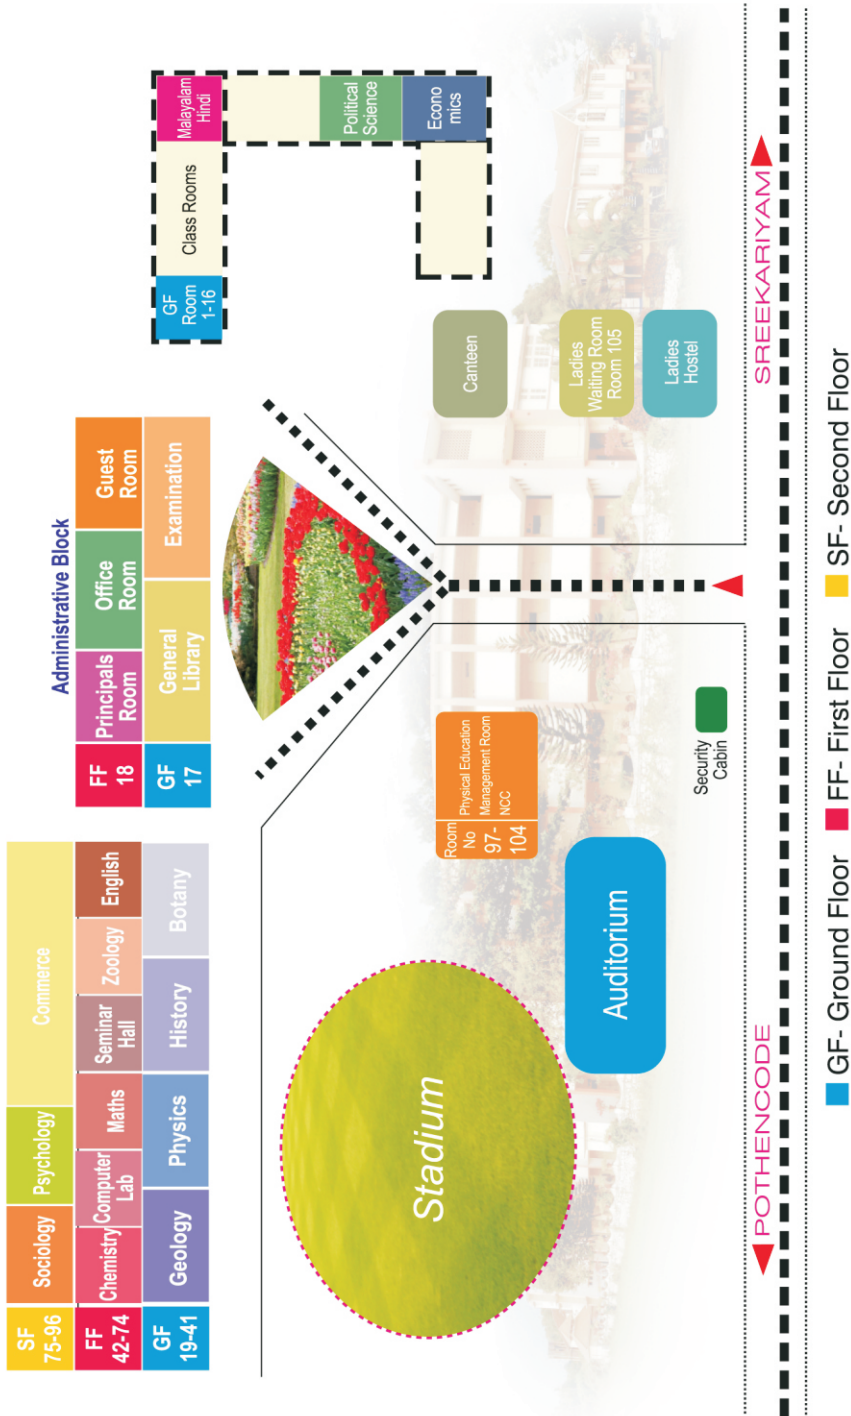 SF
75-96
Sociology
Psychology
Commerce
FF
42-74
Chemistry
Computer
Lab
Maths
Seminar
Hall
Zoology
English
GF
19-41
Geology
Physics
History
Botany
Administrative Block
FF
18
Principals
Room
Office
Room
Guest
Room
GF
17
General
Library
Examination
GF
Room
1-16
Class Rooms
Malayalam
Hindi
Political
Science
Econo
mics
Stadium
Auditorium
Room
No
97-
104
Physical Education
Management Room
NCC
Security
Cabin
Canteen
Ladies
Waiting Room
Room 105
Ladies
Hostel
POTHENCODE
SREEKARIYAM
GF- Ground Floor
FF- First Floor
SF- Second Floor